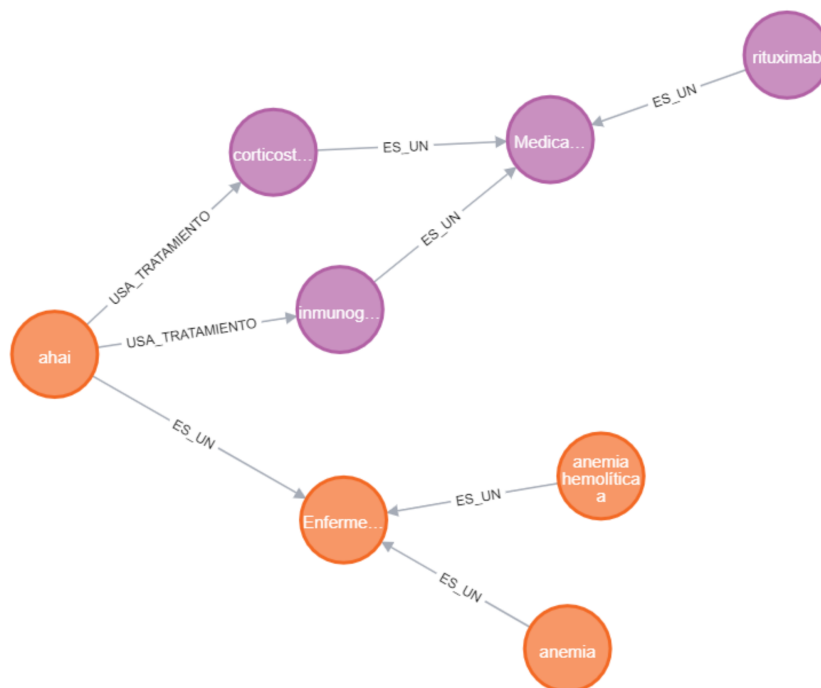 rituximab
ES_UN
Medica...
ES_UN
corticost...
USA_TRATAMIENTO
ES_UN
inmunog...
USA_TRATAMIENTO
ahai
ES_UN
anemia
hemolítica
a
ES_UN
Enferme...
ES_UN
anemia